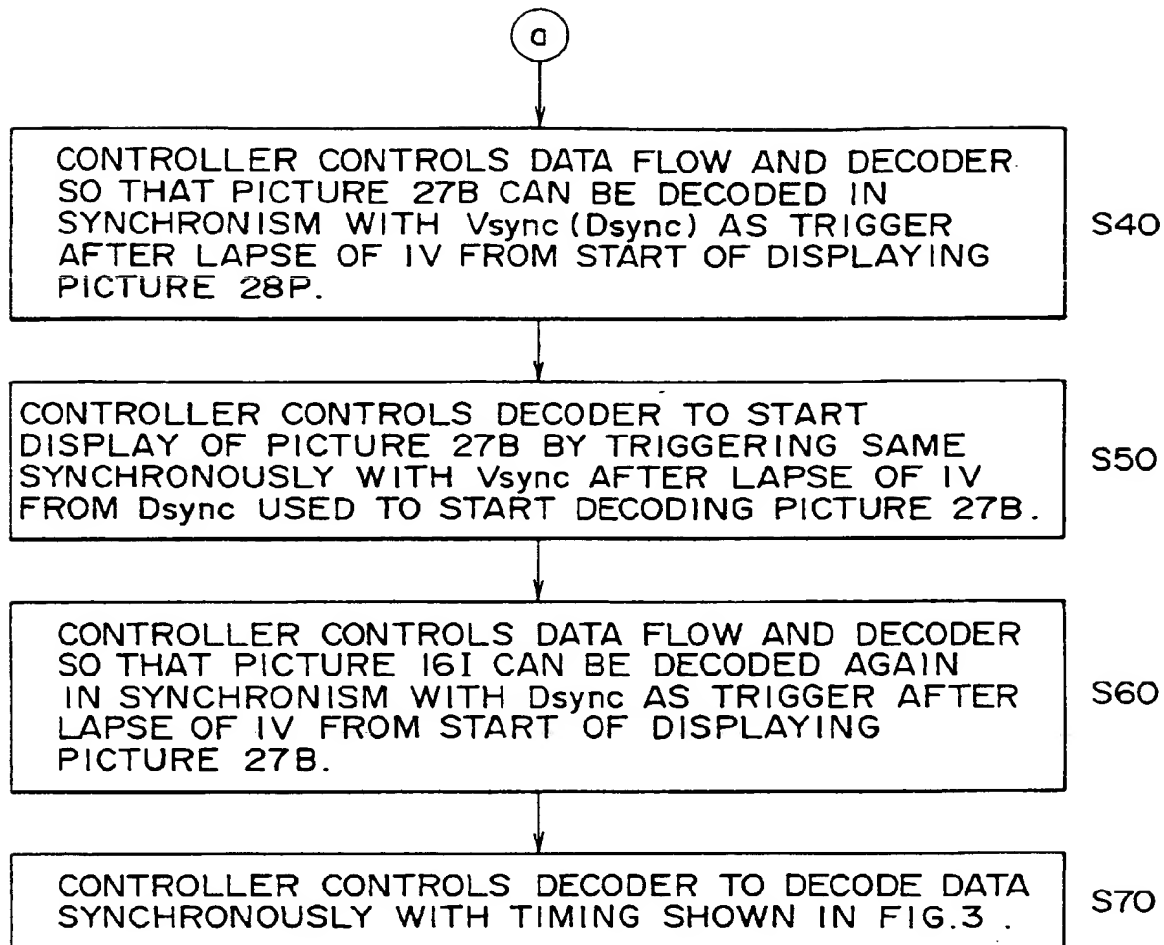 a
CONTROLLER CONTROLS DATA FLOW AND DECODER
SO THAT PICTURE 27B CAN BE DECODED IN
SYNCHRONISM WITH Vsync (Dsync) AS TRIGGER
AFTER LAPSE OF 1V FROM START OF DISPLAYING
PICTURE 28P.
S40
CONTROLLER CONTROLS DECODER TO START
DISPLAY OF PICTURE 27B BY TRIGGERING SAME
SYNCHRONOUSLY WITH Vsync AFTER LAPSE OF 1V
FROM Dsync USED TO START DECODING PICTURE 27B.
S50
CONTROLLER CONTROLS DATA FLOW AND DECODER
SO THAT PICTURE 16I CAN BE DECODED AGAIN
IN SYNCHRONISM WITH Dsync AS TRIGGER AFTER
LAPSE OF 1V FROM START OF DISPLAYING
PICTURE 27B.
S60
CONTROLLER CONTROLS DECODER TO DECODE DATA
SYNCHRONOUSLY WITH TIMING SHOWN IN FIG.3 .
S70